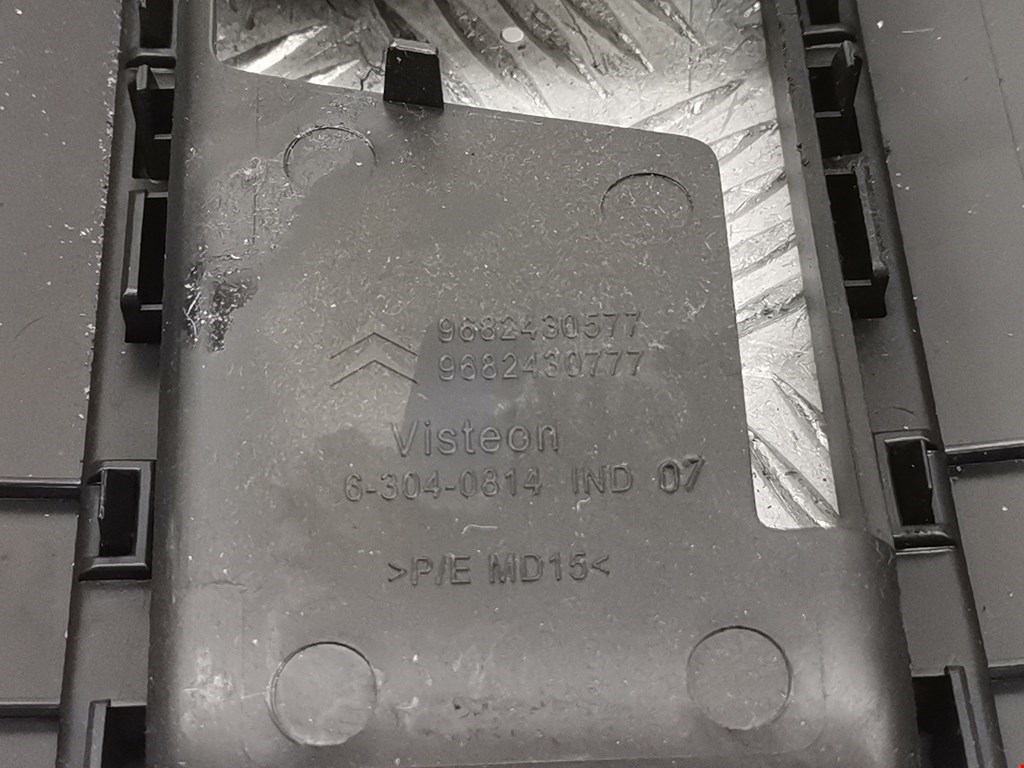 9682430577
9682430777
Visteon
6-304-0814 IND 07
>P/E MD15<